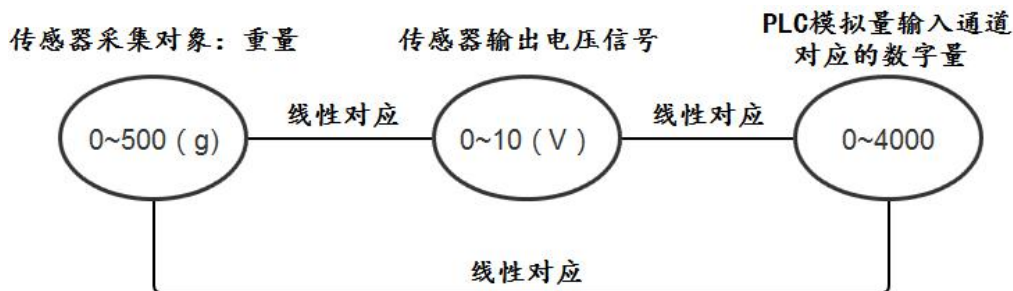 传感器采集对象：重量
传感器输出电压信号
PLC模拟量输入通道
对应的数字量
0~500（g)
线性对应
0~10（V）
线性对应
0~4000
线性对应